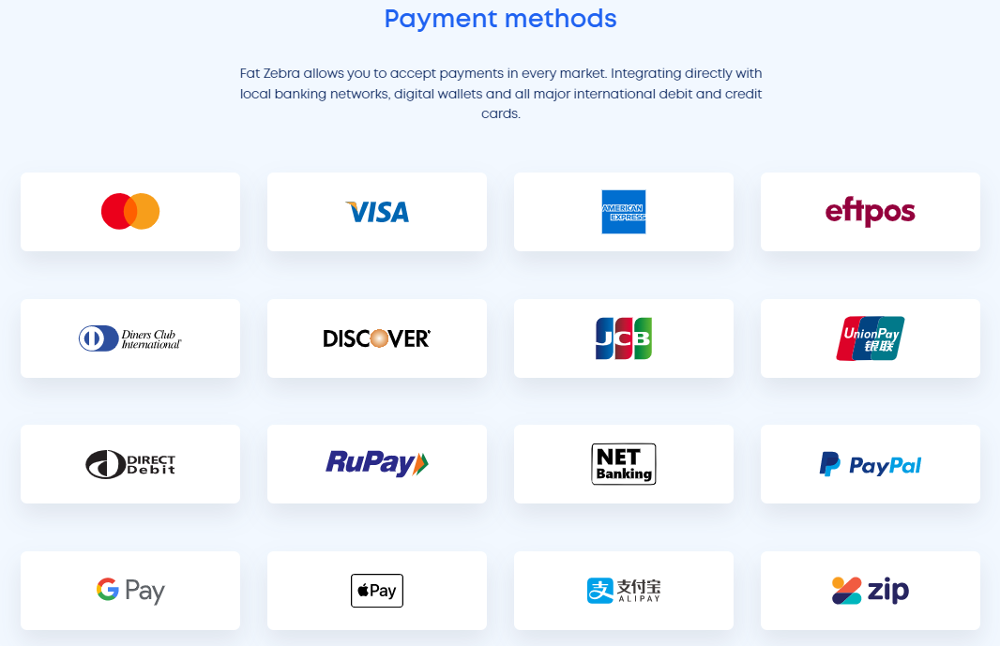 Payment methods
Fat Zebra allows you to accept payments in every market. Integrating directly with
local banking networks, digital wallets and all major international debit and credit
cards.
VISA
AMERICAN
EXPRESS
eftpos
Diners Club
International
DISCOVER
JCB
UnionPay
银联
DIRECT
Debit
RuPay
NET
Banking
PayPal
G Pay
Pay
支付宝
ALIPAY
zip